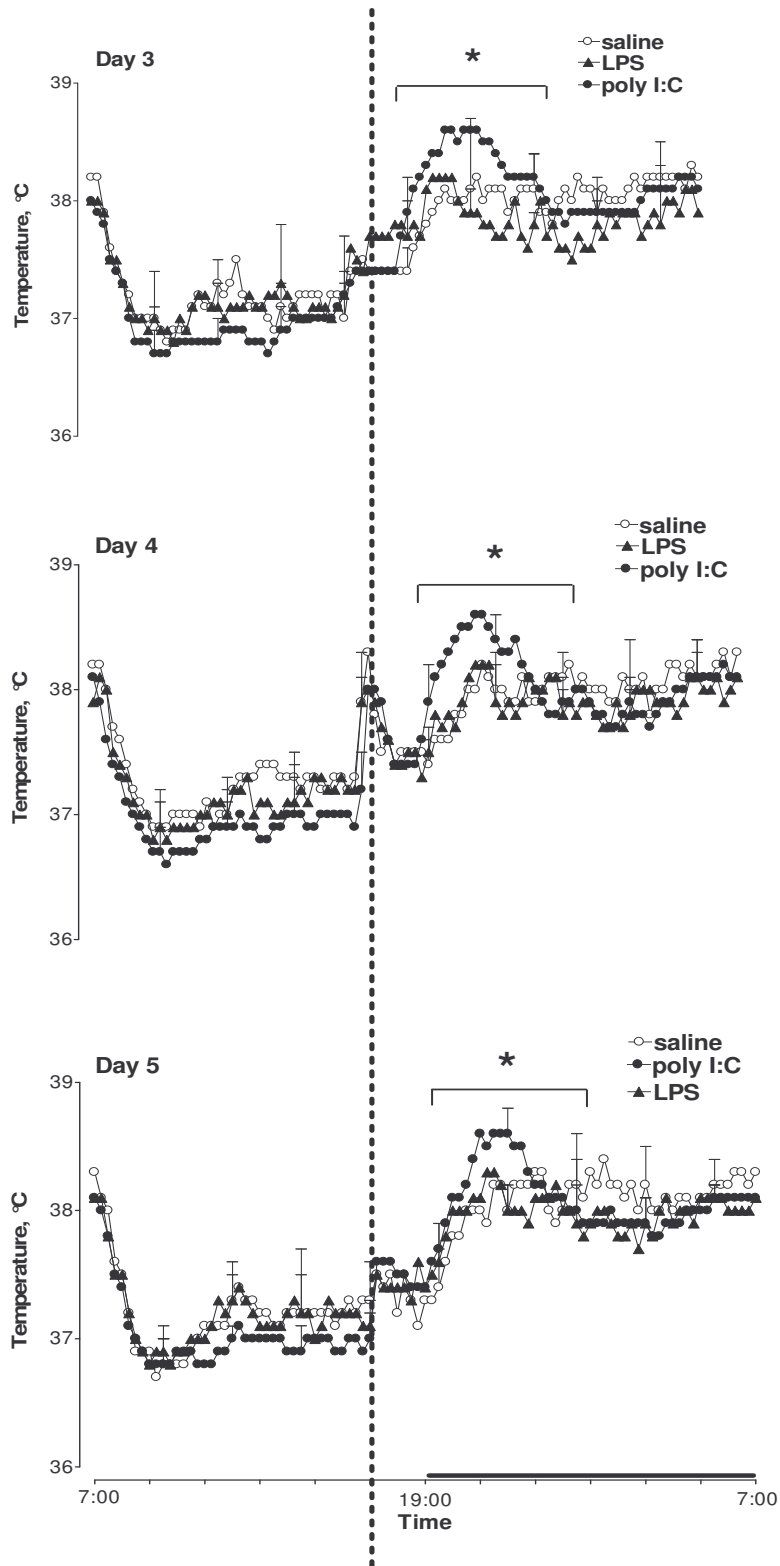 Day 3
saline
LPS
poly I:C
*
39
38
37
36
Temperature, °C
Day 4
saline
LPS
poly I:C
*
39
38
37
36
Temperature, °C
Day 5
saline
poly I:C
LPS
*
39
38
37
36
Temperature, °C
7:00 19:00 7:00
Time